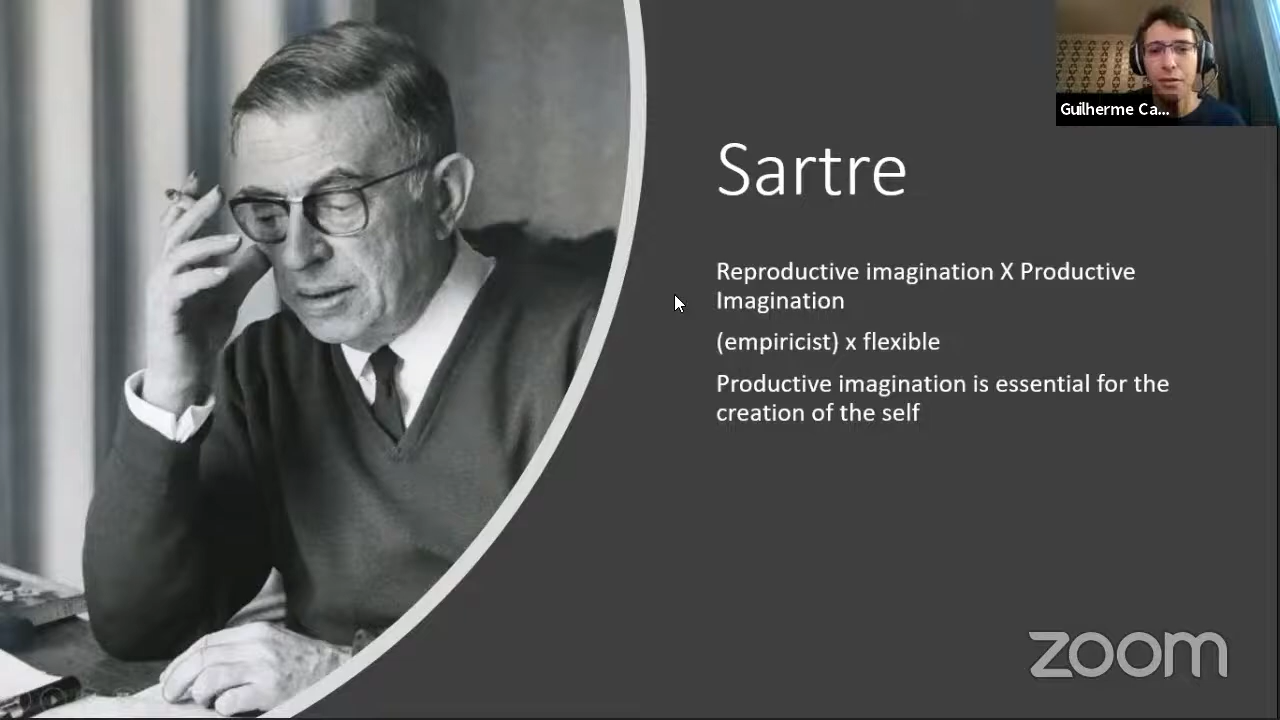 Guilherme Ca...
Sartre
Reproductive imagination X Productive
Imagination
(empiricist) x flexible
Productive imagination is essential for the
creation of the self
zoom